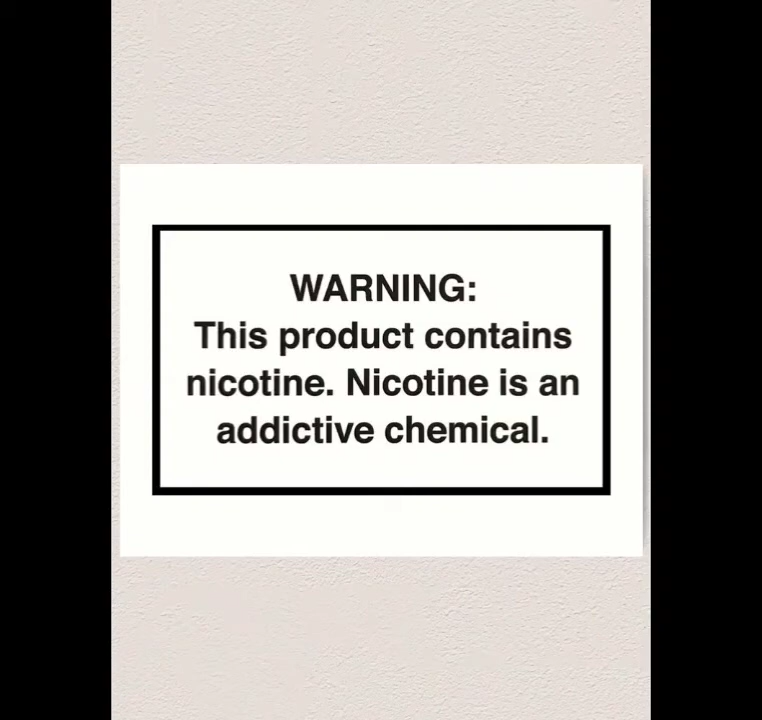 WARNING:
This product contains
nicotine. Nicotine is an
addictive chemical.